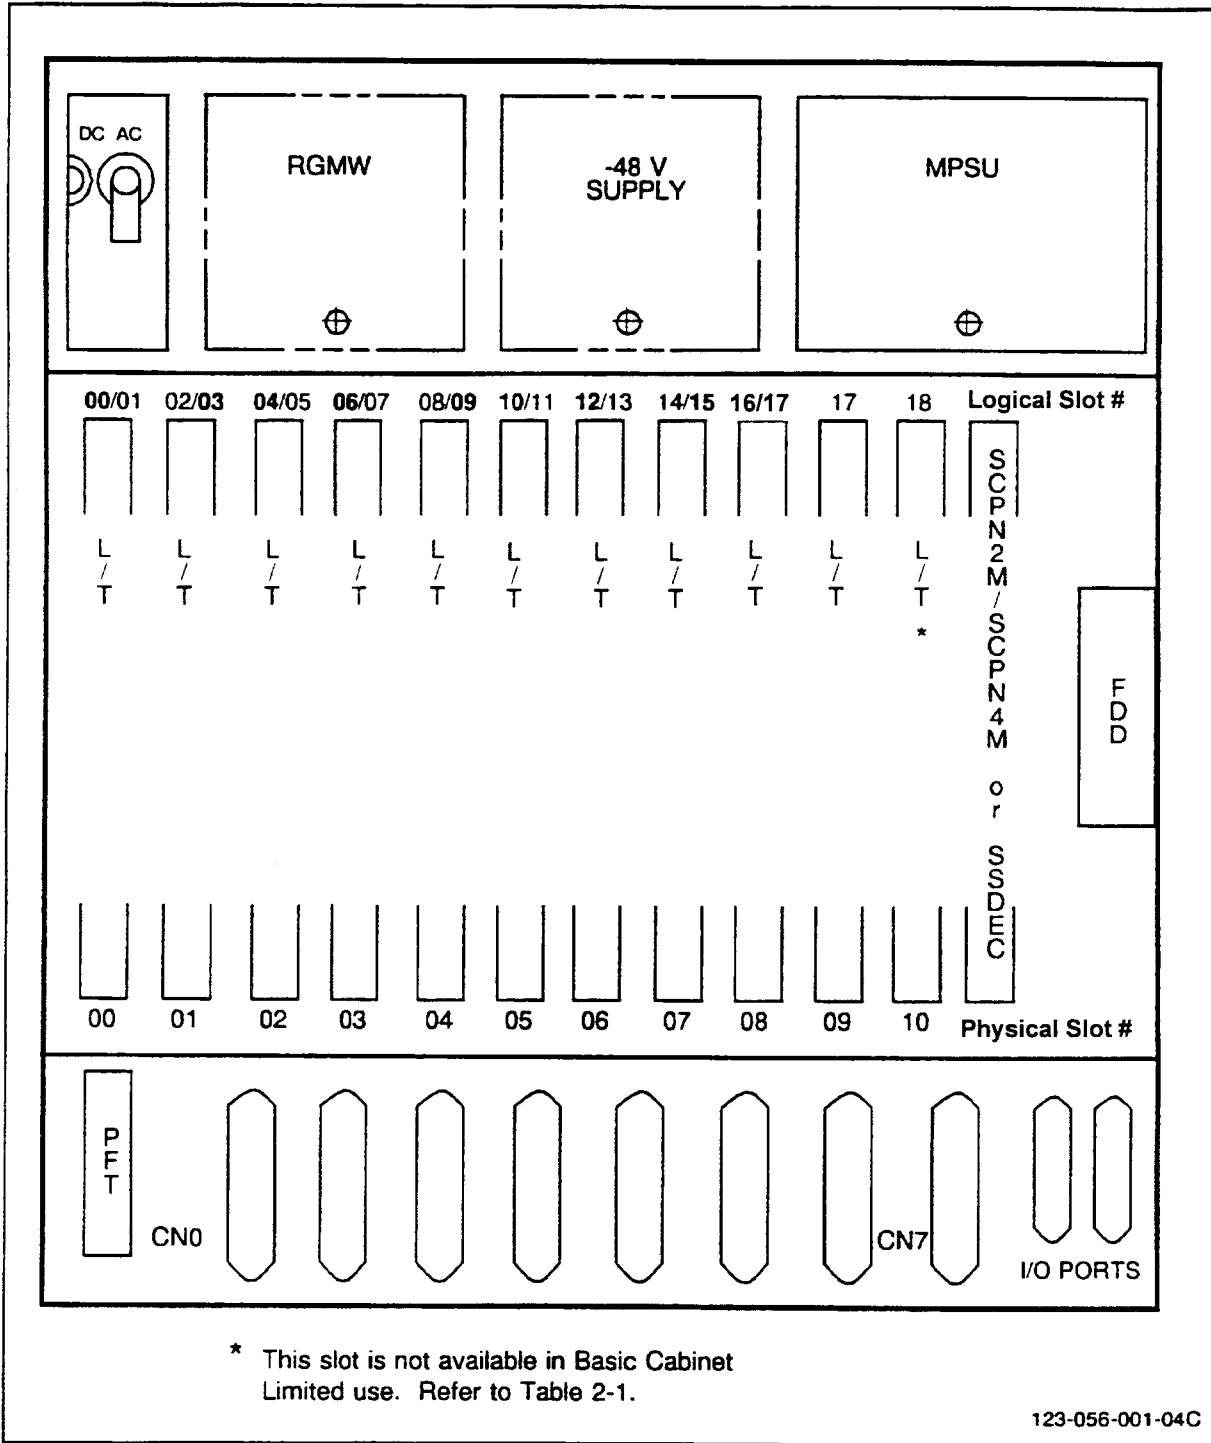 DC AC
RGMW
-48 V
SUPPLY
MPSU
00/01 02/03 04/05 06/07 08/09 10/11 12/13 14/15 16/17 17 18 Logical Slot #
L/T L/T L/T L/T L/T L/T L/T L/T L/T L/T L/T
*
SCPN2M/SCPN4M or SSDEC
FDD
00 01 02 03 04 05 06 07 08 09 10 Physical Slot #
PFT
CN0
CN7
I/O PORTS
* This slot is not available in Basic Cabinet
Limited use. Refer to Table 2-1.
123-056-001-04C